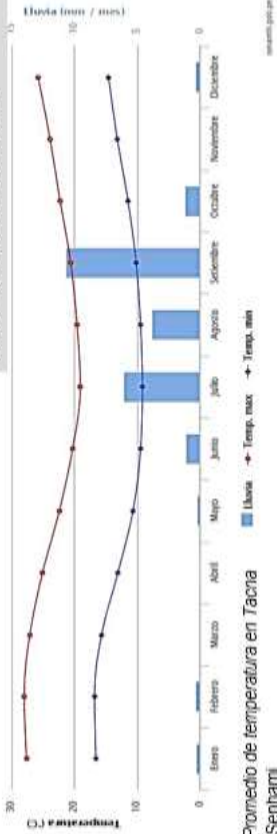 Lluvia (mm / mes)
Temperatura (°C)
30
20
10
0
15
10
5
0
Enero
Febrero
Marzo
Abril
Mayo
Junio
Julio
Agosto
Setiembre
Octubre
Noviembre
Diciembre
Lluvia
Temp. max
Temp. min
Promedio de temperatura en Tacna
Senhami